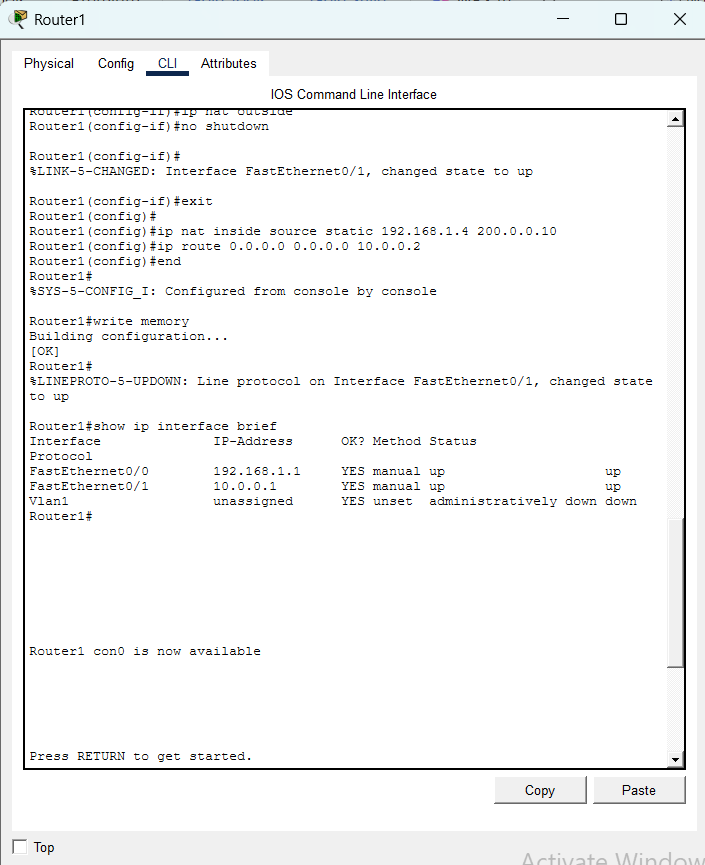 Router1
Physical Config CLI Attributes
IOS Command Line Interface
Router1(config-if)#ip nat outside
Router1(config-if)#no shutdown
Router1(config-if)#
%LINK-5-CHANGED: Interface FastEthernet0/1, changed state to up
Router1(config-if)#exit
Router1(config)#
Router1(config)#ip nat inside source static 192.168.1.4 200.0.0.10
Router1(config)#ip route 0.0.0.0 0.0.0.0 10.0.0.2
Router1(config)#end
Router1#
%SYS-5-CONFIG_I: Configured from console by console
Router1#write memory
Building configuration...
[OK]
Router1#
%LINEPROTO-5-UPDOWN: Line protocol on Interface FastEthernet0/1, changed state
to up
Router1#show ip interface brief
Interface IP-Address OK? Method Status
Protocol
FastEthernet0/0 192.168.1.1 YES manual up up
FastEthernet0/1 10.0.0.1 YES manual up up
Vlan1 unassigned YES unset administratively down down
Router1#
Router1 con0 is now available
Press RETURN to get started.
Copy Paste
Top
Activate Window